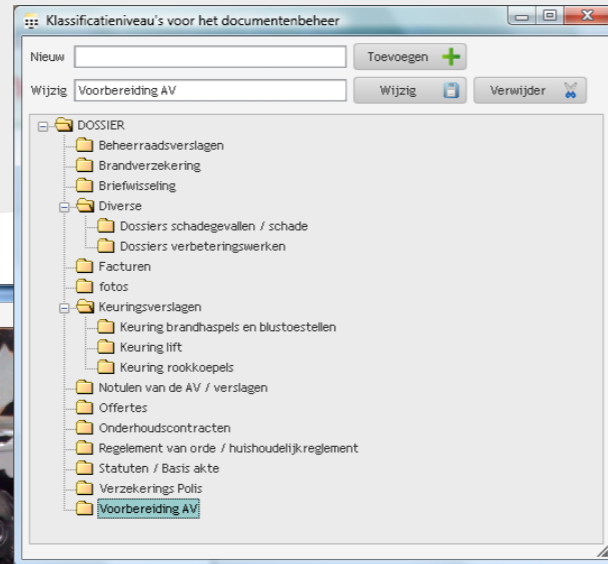 Klassificatieniveau's voor het documentenbeheer
Nieuw Toevoegen
Wijzig Voorbereiding AV Wijzig Verwijder
DOSSIER
Beheerraadsverslagen
Brandverzekering
Briefwisseling
Diverse
Dossiers schadegevallen / schade
Dossiers verbeteringswerken
Facturen
fotos
Keuringsverslagen
Keuring brandhaspels en blustoestellen
Keuring lift
Keuring rookkoepels
Notulen van de AV / verslagen
Offertes
Onderhoudscontracten
Regelement van orde / huishoudelijkreglement
Statuten / Basis akte
Verzekerings Polis
Voorbereiding AV